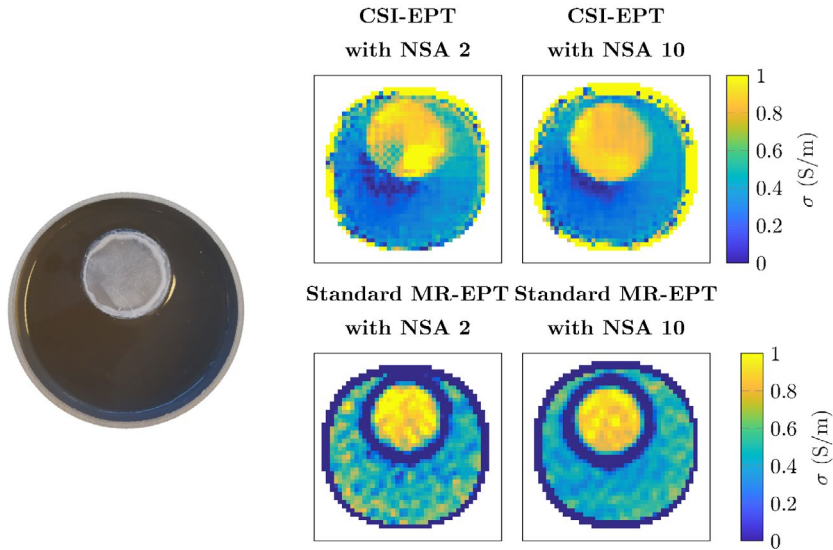 CSI-EPT CSI-EPT
with NSA 2 with NSA 10
1
0.8
0.6
0.4
0.2
0
σ (S/m)
Standard MR-EPT Standard MR-EPT
with NSA 2 with NSA 10
1
0.8
0.6
0.4
0.2
0
σ (S/m)